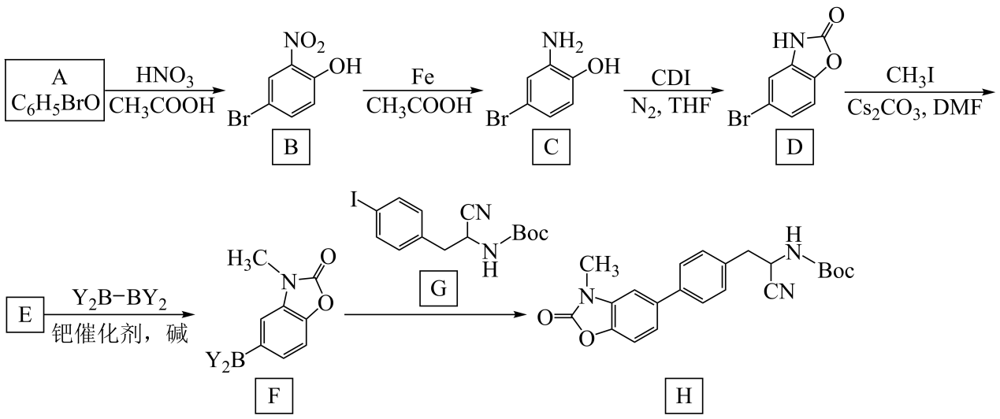 A
C₆H₅BrO
HNO₃
CH₃COOH
NO₂
OH
Br
B
Fe
CH₃COOH
NH₂
OH
Br
C
CDI
N₂, THF
O
HN
O
Br
D
CH₃I
Cs₂CO₃, DMF
E
Y₂B−BY₂
钯催化剂，碱
H₃C
O
N
O
Y₂B
F
I
CN
Boc
N
H
G
CH₃
N
O
O
H
N
Boc
CN
H